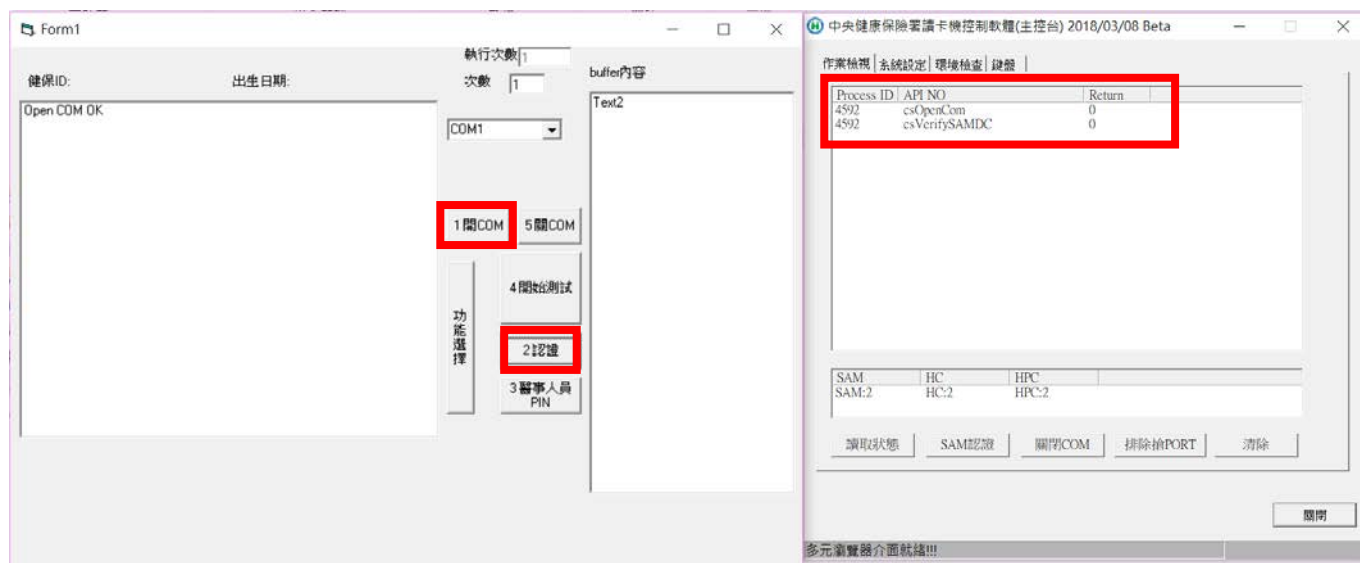 Form1
執行次數 1
健保ID:
出生日期:
次數 1
buffer內容
Open COM OK
COM1
Text2
1開COM
5關COM
4開始測試
功能選擇
2認證
3醫事人員
PIN
中央健康保險署讀卡機控制軟體(主控台) 2018/03/08 Beta
作業檢視 系統設定 環境檢查 鍵盤
Process ID API NO Return
4592 csOpenCom 0
4592 csVerifySAMDC 0
SAM HC HPC
SAM:2 HC:2 HPC:2
讀取狀態 SAM認證 關閉COM 排除搶PORT 清除
關閉
多元瀏覽器介面就緒!!!